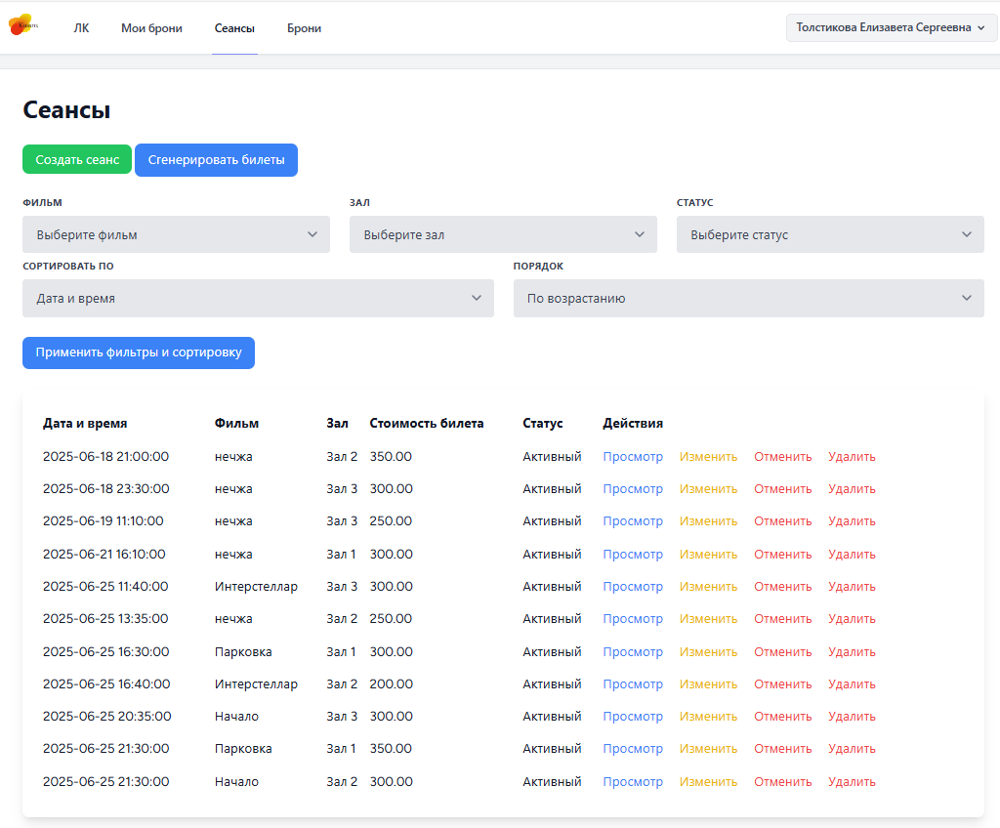 ЛК Мои брони Сеансы Брони Толстикова Елизавета Сергеевна
Сеансы
Создать сеанс Сгенерировать билеты
ФИЛЬМ ЗАЛ СТАТУС
Выберите фильм Выберите зал Выберите статус
СОРТИРОВАТЬ ПО ПОРЯДОК
Дата и время По возрастанию
Применить фильтры и сортировку
Дата и время Фильм Зал Стоимость билета Статус Действия
2025-06-18 21:00:00 нечжа Зал 2 350.00 Активный Просмотр Изменить Отменить Удалить
2025-06-18 23:30:00 нечжа Зал 3 300.00 Активный Просмотр Изменить Отменить Удалить
2025-06-19 11:10:00 нечжа Зал 3 250.00 Активный Просмотр Изменить Отменить Удалить
2025-06-21 16:10:00 нечжа Зал 1 300.00 Активный Просмотр Изменить Отменить Удалить
2025-06-25 11:40:00 Интерстеллар Зал 3 300.00 Активный Просмотр Изменить Отменить Удалить
2025-06-25 13:35:00 нечжа Зал 2 250.00 Активный Просмотр Изменить Отменить Удалить
2025-06-25 16:30:00 Парковка Зал 1 300.00 Активный Просмотр Изменить Отменить Удалить
2025-06-25 16:40:00 Интерстеллар Зал 2 200.00 Активный Просмотр Изменить Отменить Удалить
2025-06-25 20:35:00 Начало Зал 3 300.00 Активный Просмотр Изменить Отменить Удалить
2025-06-25 21:30:00 Парковка Зал 1 350.00 Активный Просмотр Изменить Отменить Удалить
2025-06-25 21:30:00 Начало Зал 2 300.00 Активный Просмотр Изменить Отменить Удалить